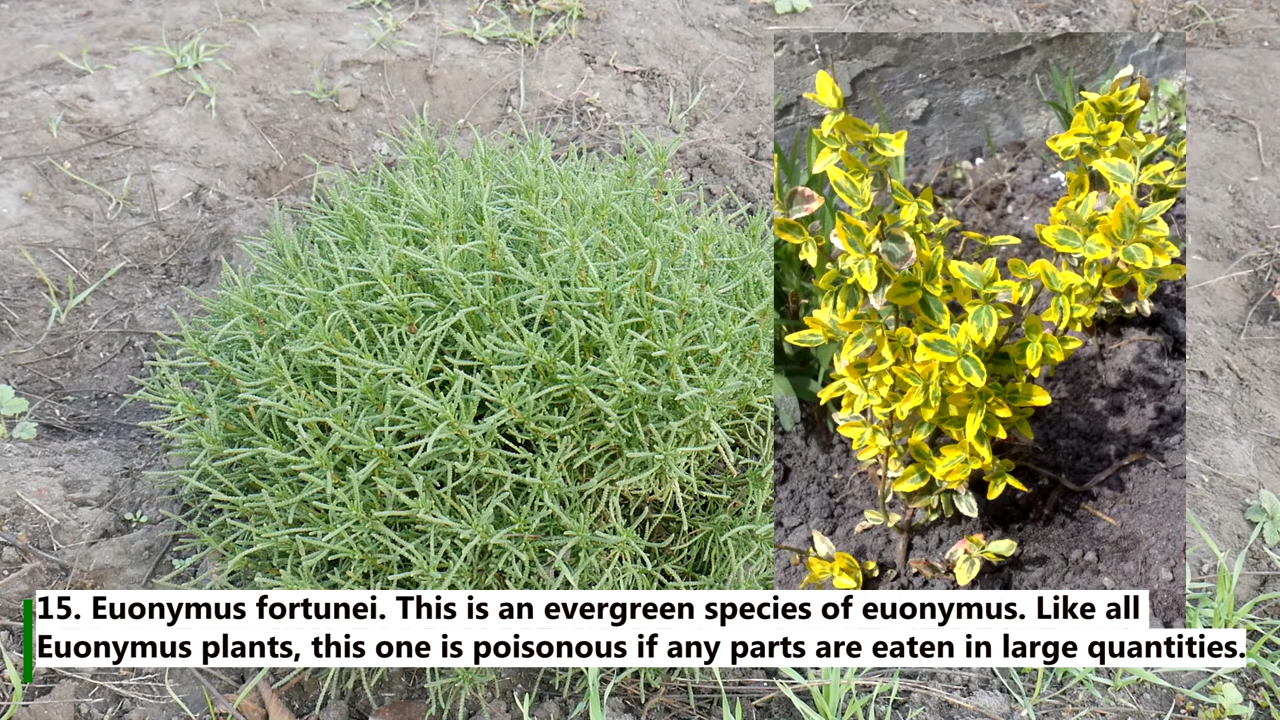 15. Euonymus fortunei. This is an evergreen species of euonymus. Like all
Euonymus plants, this one is poisonous if any parts are eaten in large quantities.